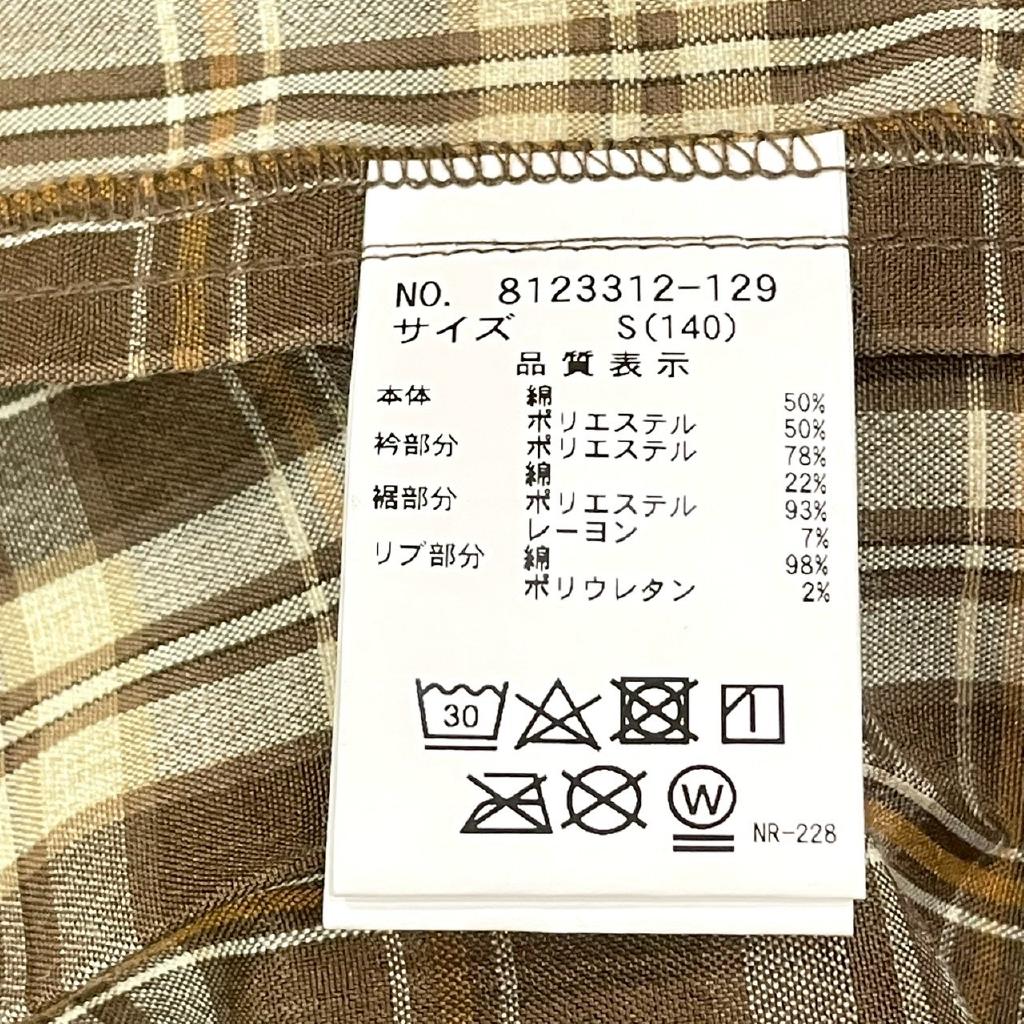 NO. 8123312-129
サイズ S(140)
品質表示
本体 綿 50%
ポリエステル 50%
衿部分 ポリエステル 78%
綿 22%
裾部分 ポリエステル 93%
レーヨン 7%
リブ部分 綿 98%
ポリウレタン 2%
30
W NR-228